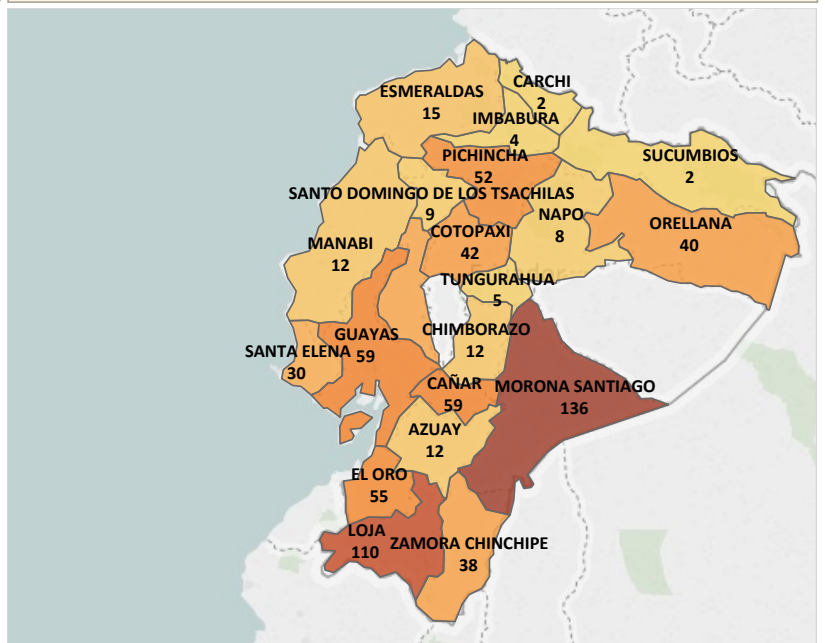 CARCHI
2
ESMERALDAS
15
IMBABURA
4
PICHINCHA
52
SUCUMBIOS
2
SANTO DOMINGO DE LOS TSACHILAS
9
NAPO
8
ORELLANA
40
COTOPAXI
42
MANABI
12
TUNGURAHUA
5
CHIMBORAZO
12
GUAYAS
59
SANTA ELENA
30
CAÑAR
59
MORONA SANTIAGO
136
AZUAY
12
EL ORO
55
LOJA
110
ZAMORA CHINCHIPE
38